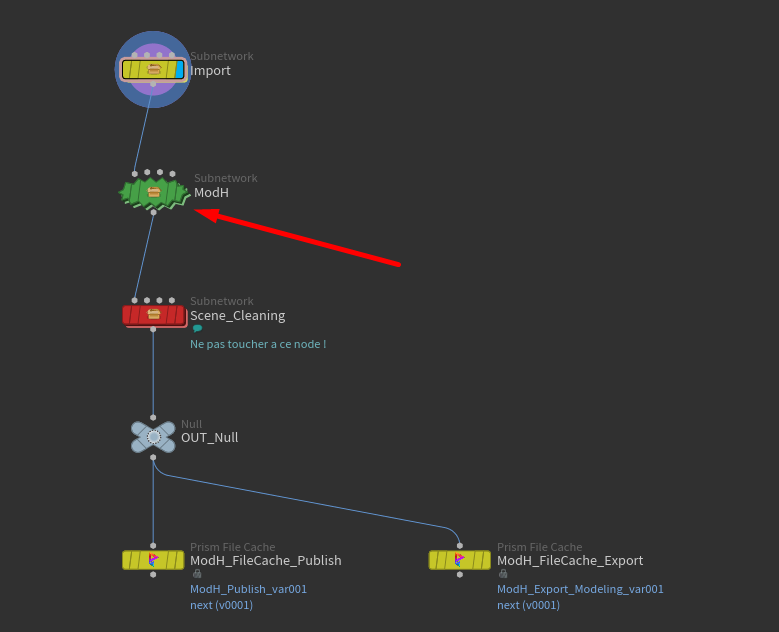 Subnetwork
Import
Subnetwork
ModH
Subnetwork
Scene_Cleaning
Ne pas toucher a ce node !
Null
OUT_Null
Prism File Cache
ModH_FileCache_Publish
ModH_Publish_var001
next (v0001)
Prism File Cache
ModH_FileCache_Export
ModH_Export_Modeling_var001
next (v0001)